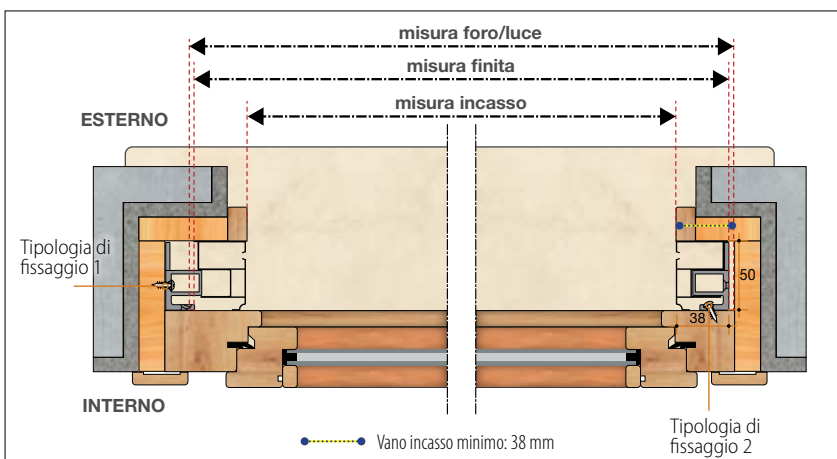 misura foro/luce
misura finita
misura incasso
ESTERNO
Tipologia di
fissaggio 1
50
38
INTERNO
Vano incasso minimo: 38 mm
Tipologia di
fissaggio 2